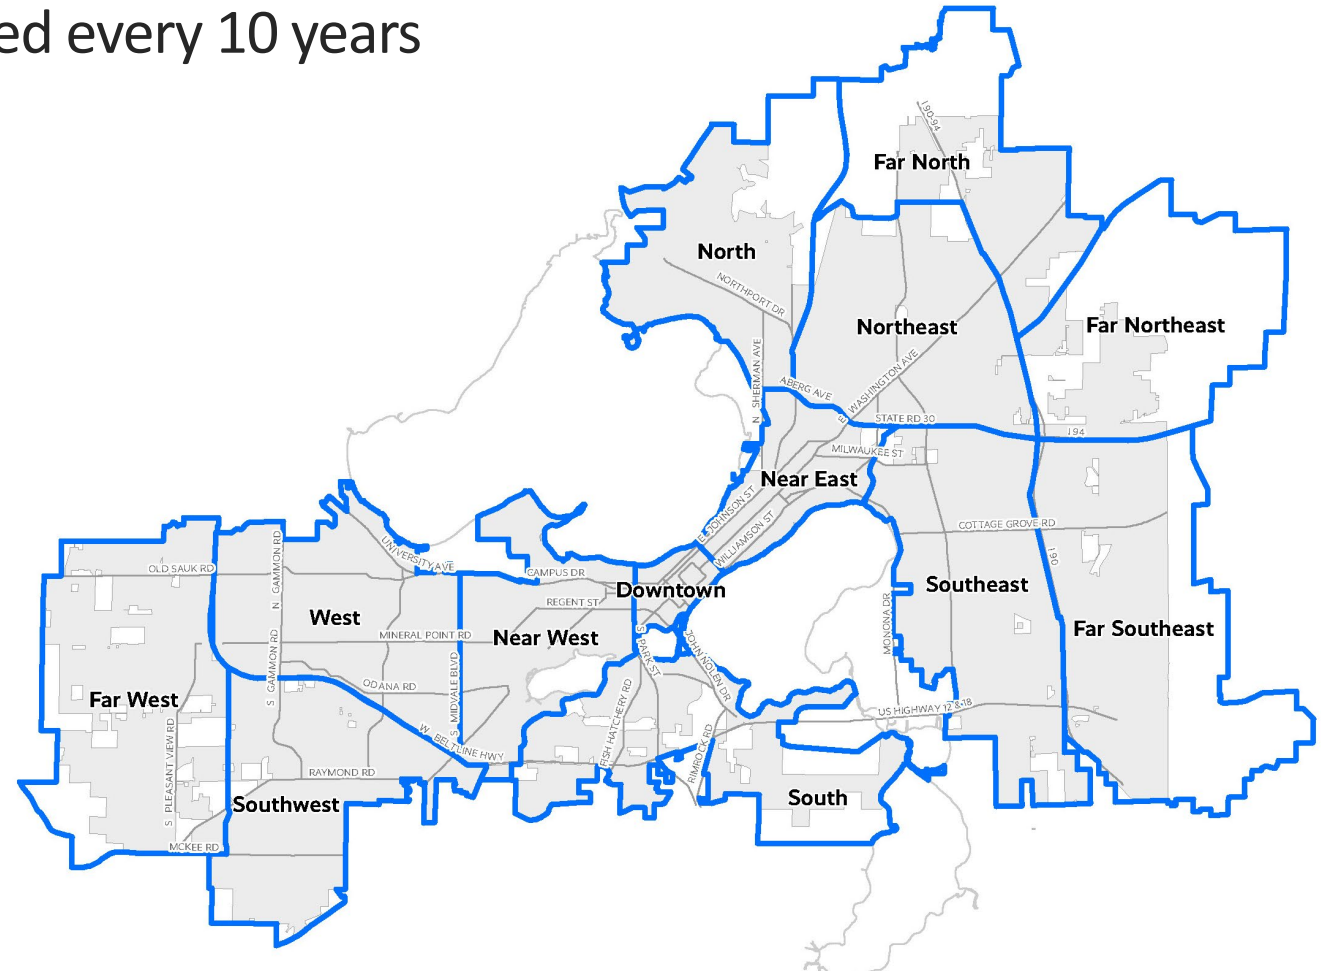 ed every 10 years
I 90-94
Far North
North
NORTHPORT DR
Northeast
Far Northeast
N SHERMAN AVE
ABERG AVE
E WASHINGTON AVE
STATE RD 30
I 94
MILWAUKEE ST
Near East
E JOHNSON ST
WILLIAMSON ST
COTTAGE GROVE RD
UNIVERSITY AVE
I 90
OLD SAUK RD
N GAMMON RD
CAMPUS DR
Downtown
Southeast
REGENT ST
West
MONONA DR
MINERAL POINT RD
Near West
Far Southeast
S PARK ST
JOHN NOLEN DR
S GAMMON RD
ODANA RD
S MIDVALE BLVD
Far West
FISH HATCHERY RD
US HIGHWAY 12 & 18
W BELTLINE HWY
RIMROCK RD
S PLEASANT VIEW RD
RAYMOND RD
Southwest
South
MCKEE RD